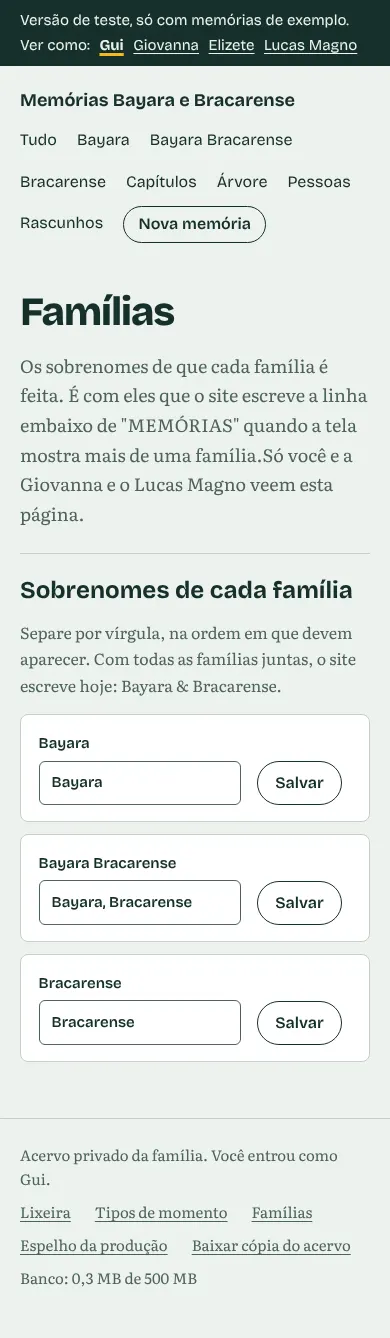 Versão de teste, só com memórias de exemplo.
Ver como: Gui Giovanna Elizete Lucas Magno
Memórias Bayara e Bracarense
Tudo Bayara Bayara Bracarense
Bracarense Capítulos Árvore Pessoas
Rascunhos Nova memória
Famílias
Os sobrenomes de que cada família é
feita. É com eles que o site escreve a linha
embaixo de "MEMÓRIAS" quando a tela
mostra mais de uma família.Só você e a
Giovanna e o Lucas Magno veem esta
página.
Sobrenomes de cada família
Separe por vírgula, na ordem em que devem
aparecer. Com todas as famílias juntas, o site
escreve hoje: Bayara & Bracarense.
Bayara
Bayara Salvar
Bayara Bracarense
Bayara, Bracarense Salvar
Bracarense
Bracarense Salvar
Acervo privado da família. Você entrou como
Gui.
Lixeira Tipos de momento Famílias
Espelho da produção Baixar cópia do acervo
Banco: 0,3 MB de 500 MB